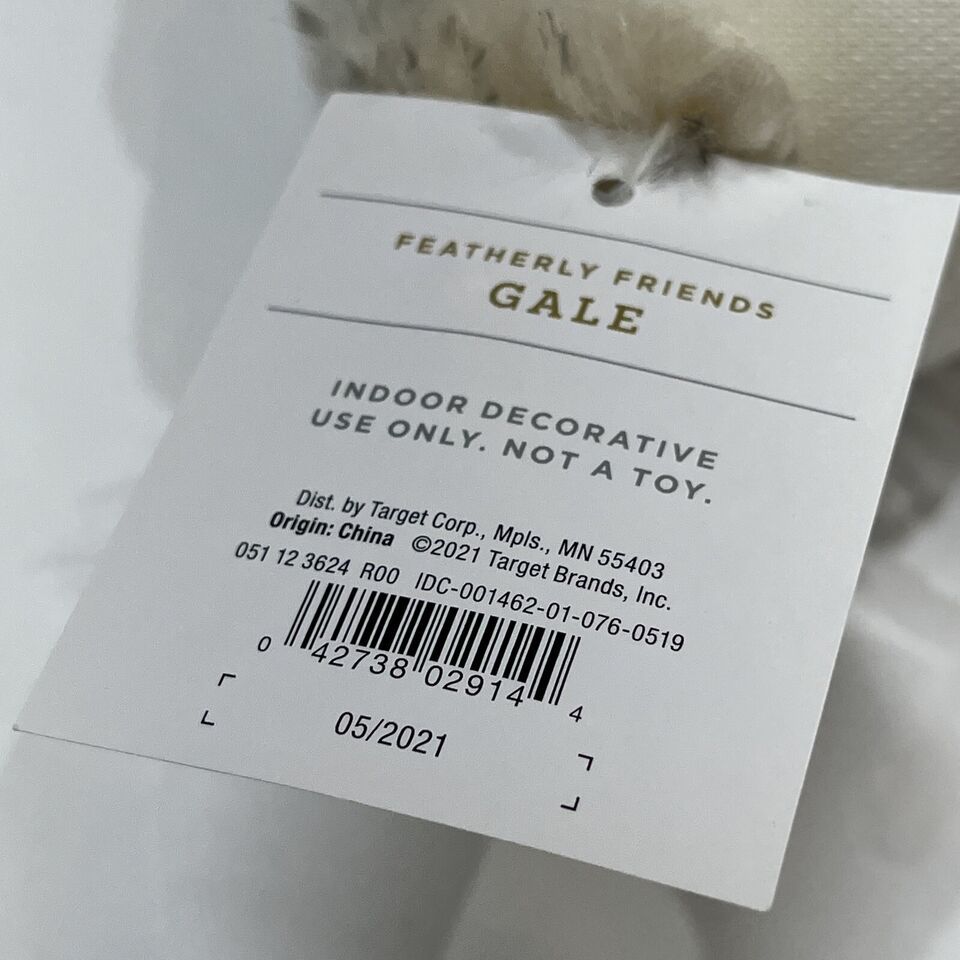 FEATHERLY FRIENDS
GALE
INDOOR DECORATIVE
USE ONLY. NOT A TOY.
Dist. by Target Corp., Mpls., MN 55403
Origin: China ©2021 Target Brands, Inc.
051 12 3624 R00 IDC-001462-01-076-0519
0 42738 02914 4
05/2021